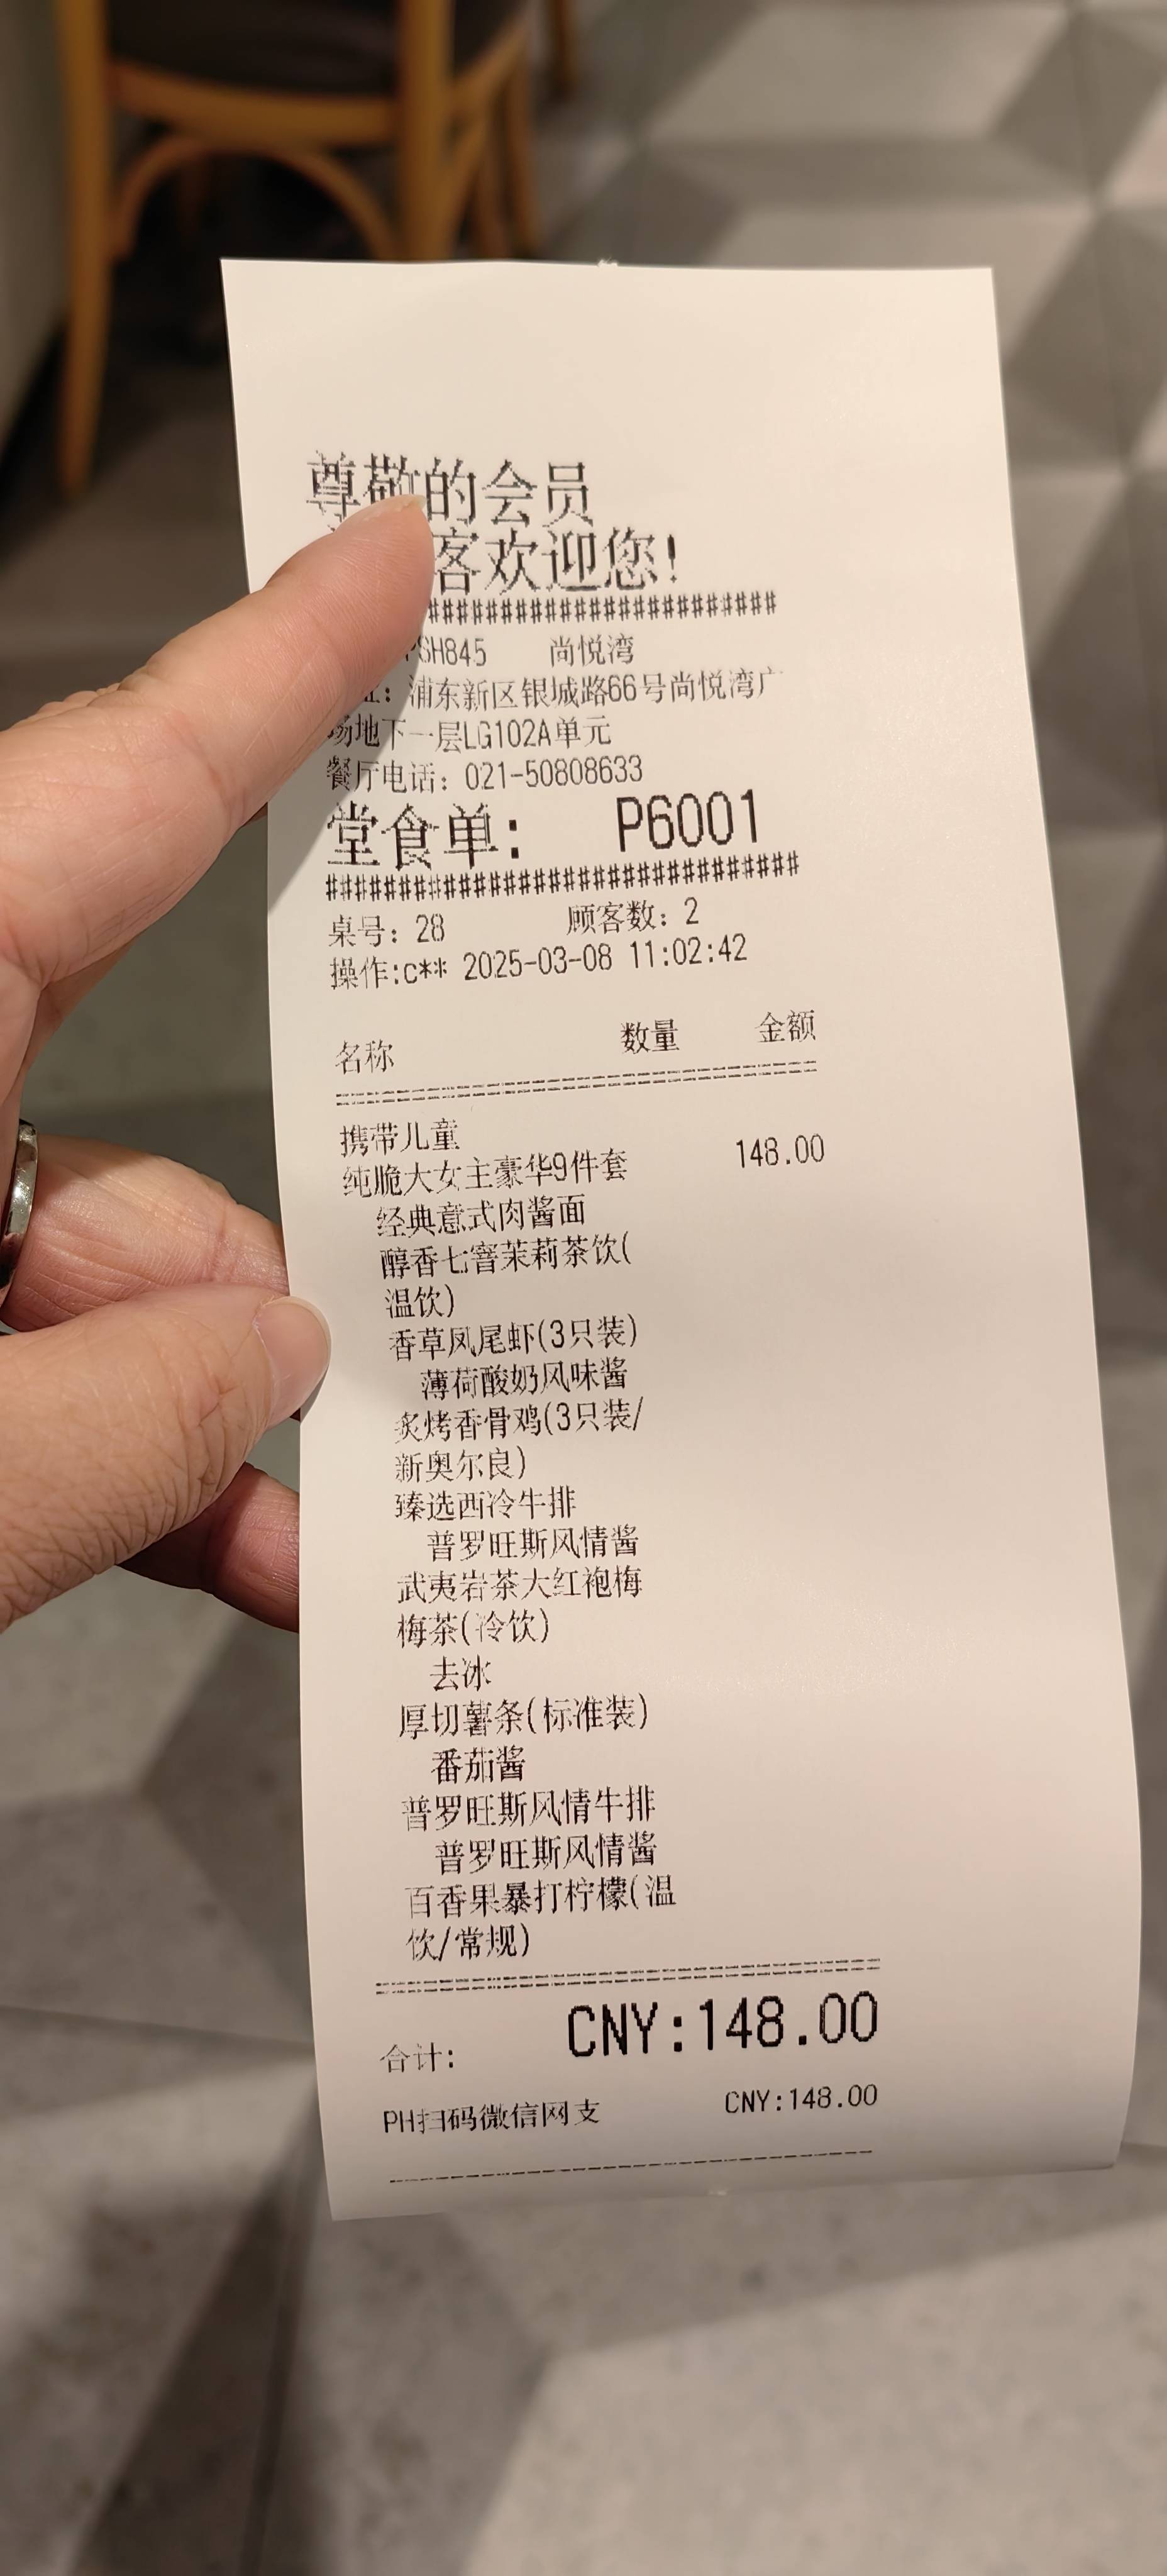 尊敬的会员
客欢迎您!
################################
PSH845 尚悦湾
址: 浦东新区银城路66号尚悦湾广
场地下一层LG102A单元
餐厅电话: 021-50808633
堂食单: P6001
################################
桌号: 28 顾客数: 2
操作:c** 2025-03-08 11:02:42
名称 数量 金额
================================
携带儿童
纯脆大女主豪华9件套 148.00
经典意式肉酱面
醇香七窨茉莉茶饮(
温饮)
香草凤尾虾(3只装)
薄荷酸奶风味酱
炙烤香骨鸡(3只装/
新奥尔良)
臻选西冷牛排
普罗旺斯风情酱
武夷岩茶大红袍梅
梅茶(冷饮)
去冰
厚切薯条(标准装)
番茄酱
普罗旺斯风情牛排
普罗旺斯风情酱
百香果暴打柠檬(温
饮/常规)
================================
合计: CNY:148.00
PH扫码微信网支 CNY:148.00
--------------------------------